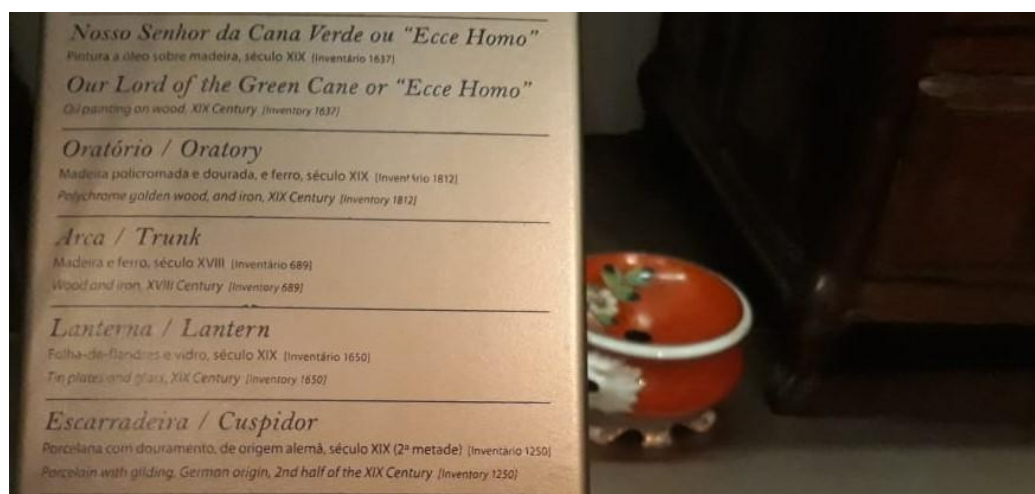 Nosso Senhor da Cana Verde ou “Ecce Homo”
Pintura a óleo sobre madeira, século XIX [Inventário 1637]
Our Lord of the Green Cane or “Ecce Homo”
Oil painting on wood, XIX Century [Inventory 1637]
Oratório / Oratory
Madeira policromada e dourada, e ferro, século XIX [Inventário 1812]
Polychrome golden wood, and iron, XIX Century [Inventory 1812]
Arca / Trunk
Madeira e ferro, século XVIII [Inventário 689]
Wood and iron, XVIII Century [Inventory 689]
Lanterna / Lantern
Folha-de-flandres e vidro, século XIX [Inventário 1650]
Tin plates and glass, XIX Century [Inventory 1650]
Escarradeira / Cuspidor
Porcelana com douramento, de origem alemã, século XIX (2ª metade) [Inventário 1250]
Porcelain with gilding. German origin, 2nd half of the XIX Century [Inventory 1250]